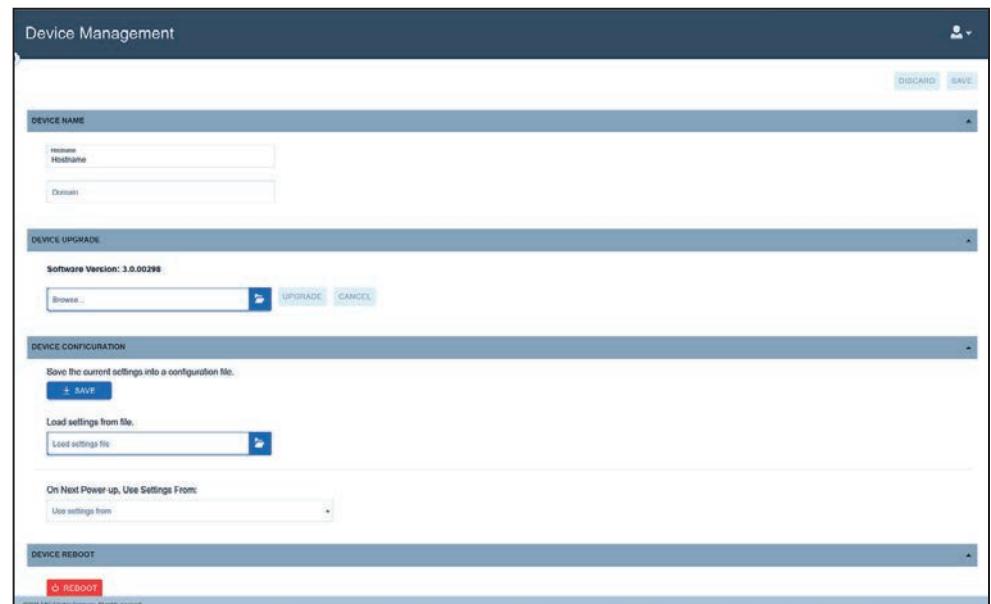 Device Management
DISCARD SAVE
DEVICE NAME
Hostname
Hostname
Domain
DEVICE UPGRADE
Software Version: 3.0.00298
Browse...
UPGRADE CANCEL
DEVICE CONFIGURATION
Save the current settings into a configuration file.
SAVE
Load settings from file.
Load settings file
On Next Power-up, Use Settings From:
Use settings from
DEVICE REBOOT
REBOOT